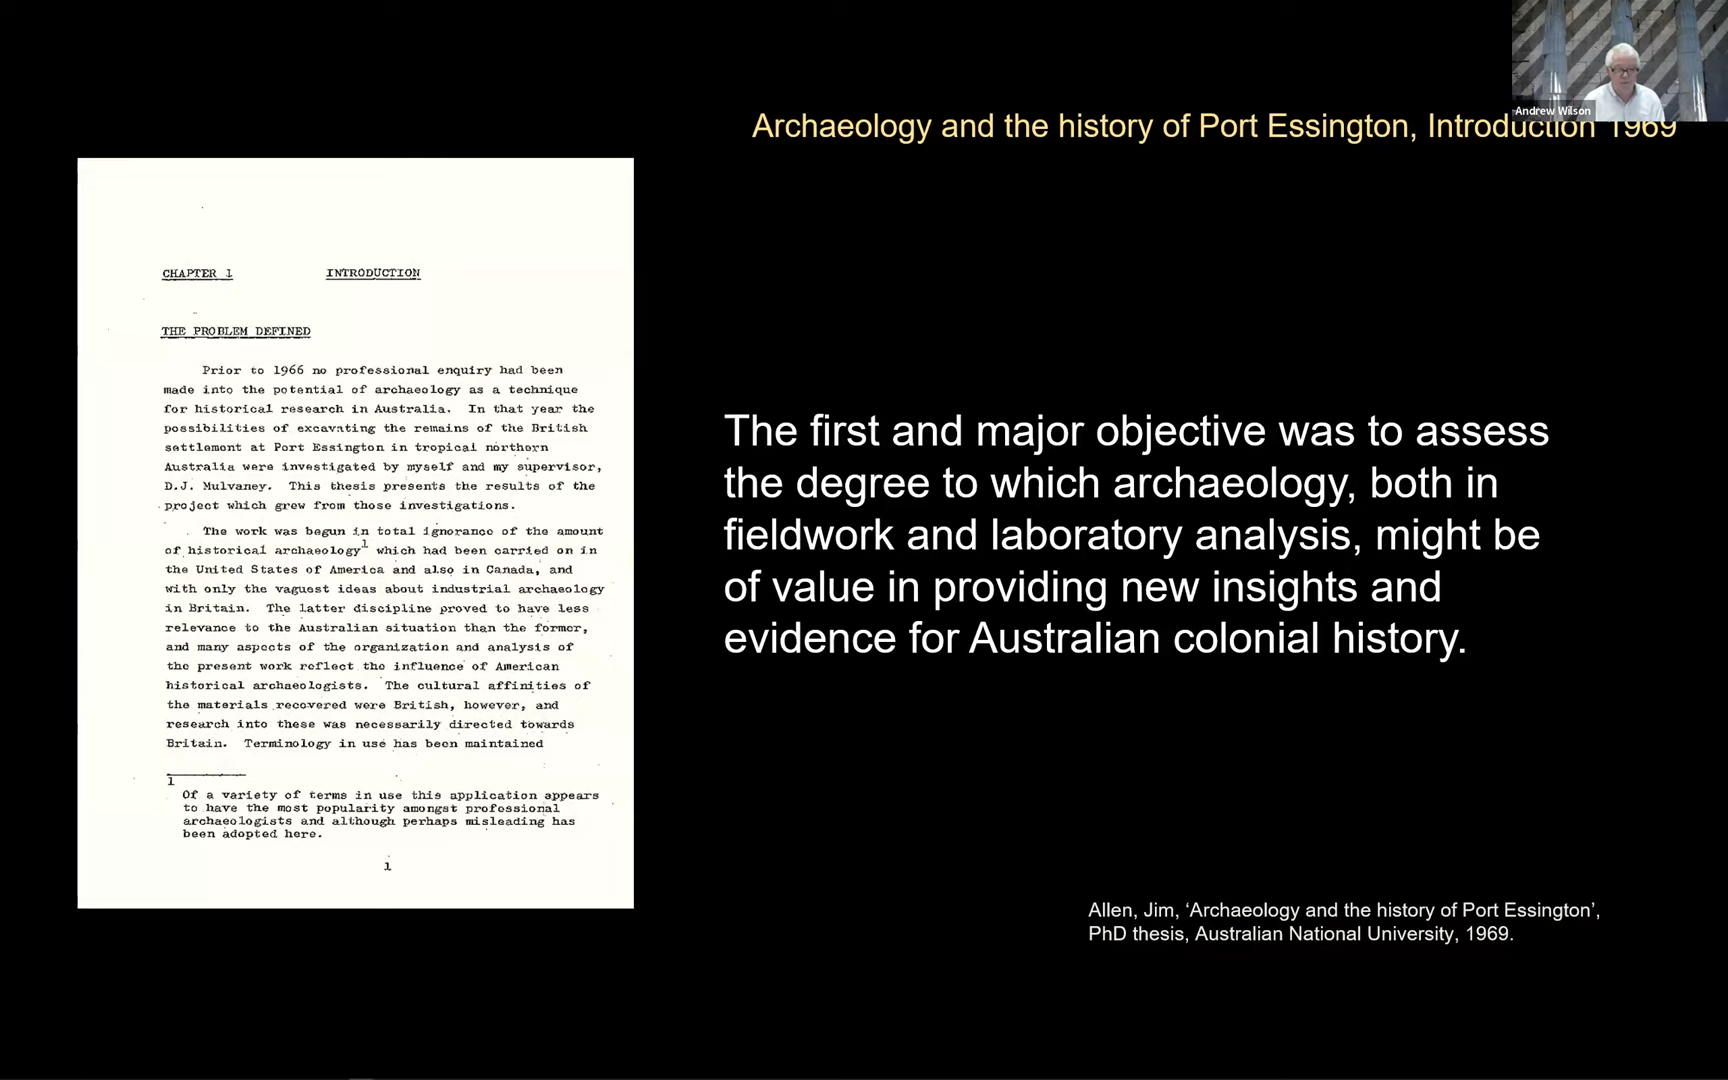 Andrew Wilson
Archaeology and the history of Port Essington, Introduction 1969
CHAPTER 1 INTRODUCTION
THE PROBLEM DEFINED
Prior to 1966 no professional enquiry had been
made into the potential of archaeology as a technique
for historical research in Australia. In that year the
possibilities of excavating the remains of the British
settlement at Port Essington in tropical northern
Australia were investigated by myself and my supervisor,
D.J. Mulvaney. This thesis presents the results of the
project which grew from those investigations.
The work was begun in total ignorance of the amount
of historical archaeology1 which had been carried on in
the United States of America and also in Canada, and
with only the vaguest ideas about industrial archaeology
in Britain. The latter discipline proved to have less
relevance to the Australian situation than the former,
and many aspects of the organization and analysis of
the present work reflect the influence of American
historical archaeologists. The cultural affinities of
the materials recovered were British, however, and
research into these was necessarily directed towards
Britain. Terminology in use has been maintained
1
Of a variety of terms in use this application appears
to have the most popularity amongst professional
archaeologists and although perhaps misleading has
been adopted here.
1
The first and major objective was to assess
the degree to which archaeology, both in
fieldwork and laboratory analysis, might be
of value in providing new insights and
evidence for Australian colonial history.
Allen, Jim, ‘Archaeology and the history of Port Essington’,
PhD thesis, Australian National University, 1969.